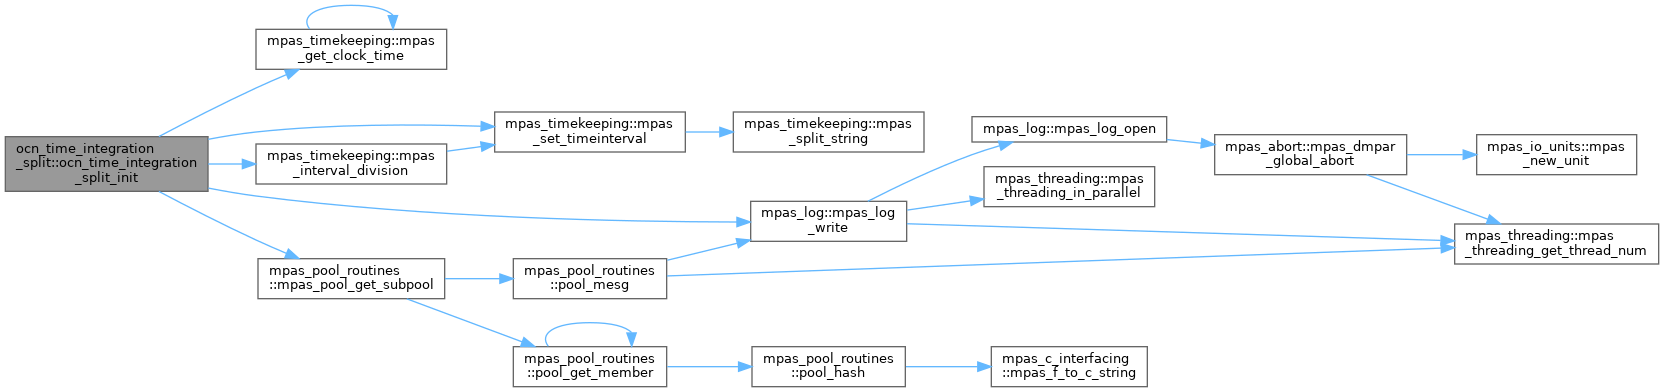 mpas_timekeeping::mpas
_get_clock_time
mpas_timekeeping::mpas
_set_timeinterval
mpas_timekeeping::mpas
_split_string
mpas_log::mpas_log_open
ocn_time_integration
_split::ocn_time_integration
_split_init
mpas_timekeeping::mpas
_interval_division
mpas_abort::mpas_dmpar
_global_abort
mpas_io_units::mpas
_new_unit
mpas_threading::mpas
_threading_in_parallel
mpas_log::mpas_log
_write
mpas_threading::mpas
_threading_get_thread_num
mpas_pool_routines
::mpas_pool_get_subpool
mpas_pool_routines
::pool_mesg
mpas_pool_routines
::pool_get_member
mpas_pool_routines
::pool_hash
mpas_c_interfacing
::mpas_f_to_c_string